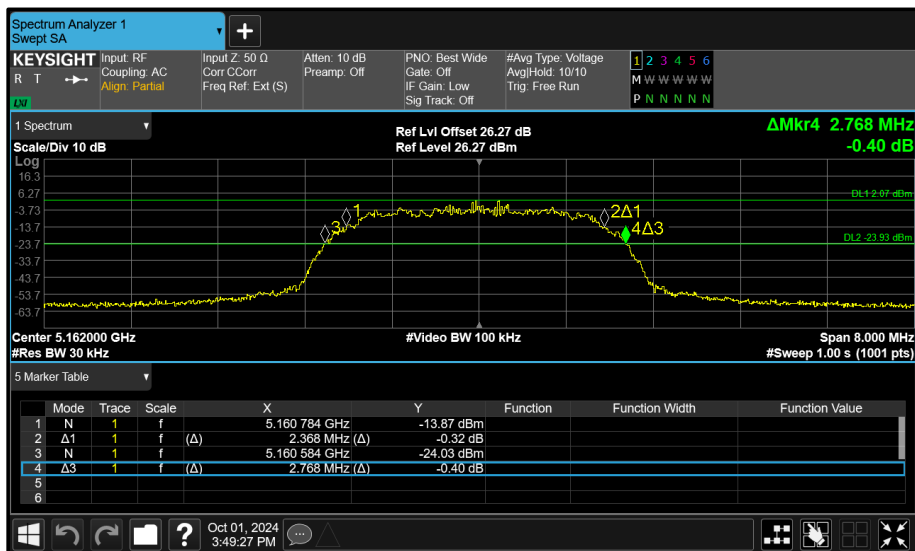 Spectrum Analyzer 1
Swept SA
+
KEYSIGHT
R T
LXI
Input: RF
Coupling: AC
Align: Partial
Input Z: 50 Ω
Corr CCorr
Freq Ref: Ext (S)
Atten: 10 dB
Preamp: Off
PNO: Best Wide
Gate: Off
IF Gain: Low
Sig Track: Off
#Avg Type: Voltage
Avg|Hold: 10/10
Trig: Free Run
1 2 3 4 5 6
M W W W W W
P N N N N N
1 Spectrum
Scale/Div 10 dB
Ref Lvl Offset 26.27 dB
Ref Level 26.27 dBm
ΔMkr4 2.768 MHz
-0.40 dB
Log
16.3
6.27
-3.73
-13.7
-23.7
-33.7
-43.7
-53.7
-63.7
DL1 2.07 dBm
1
2Δ1
3
4Δ3
DL2 -23.93 dBm
Center 5.162000 GHz
#Video BW 100 kHz
Span 8.000 MHz
#Res BW 30 kHz
#Sweep 1.00 s (1001 pts)
5 Marker Table
Mode Trace Scale X Y Function Function Width Function Value
1 N 1 f 5.160 784 GHz -13.87 dBm
2 Δ1 1 f (Δ) 2.368 MHz (Δ) -0.32 dB
3 N 1 f 5.160 584 GHz -24.03 dBm
4 Δ3 1 f (Δ) 2.768 MHz (Δ) -0.40 dB
5
6
?
Oct 01, 2024
3:49:27 PM